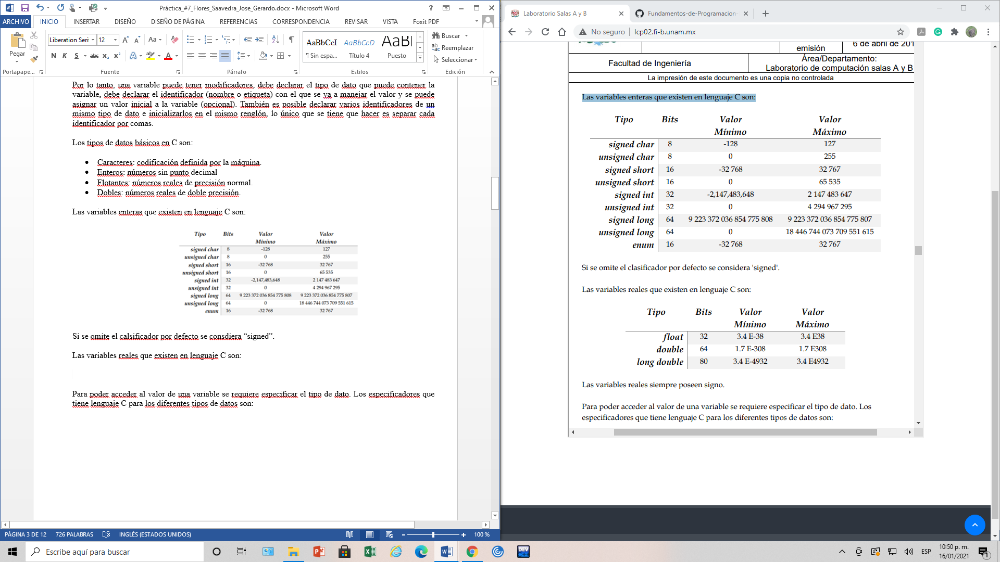 Práctica_#7_Flores_Saavedra_Jose_Gerardo.docx - Microsoft Word
ARCHIVO INICIO INSERTAR DISEÑO DISEÑO DE PÁGINA REFERENCIAS CORRESPONDENCIA REVISAR VISTA Foxit PDF
Pegar
Liberation Seri 12
N K S abc x₂ x²
AaBbCcI AaBbCcD AaBl
¶ Sin espa... Título 4 Puesto
Buscar
Reemplazar
Seleccionar
Portapape... Fuente Párrafo Estilos Edición
Por lo tanto, una variable puede tener modificadores, debe declarar el tipo de dato que puede contener la
variable, debe declarar el identificador (nombre o etiqueta) con el que se va a manejar el valor y se puede
asignar un valor inicial a la variable (opcional). También es posible declarar varios identificadores de un
mismo tipo de dato e inicializarlos en el mismo renglón, lo único que se tiene que hacer es separar cada
identificador por comas.
Los tipos de datos básicos en C son:
• Caracteres: codificación definida por la máquina.
• Enteros: números sin punto decimal
• Flotantes: números reales de precisión normal.
• Dobles: números reales de doble precisión.
Las variables enteras que existen en lenguaje C son:
Tipo Bits Valor Valor
Mínimo Máximo
signed char 8 -128 127
unsigned char 8 0 255
signed short 16 -32 768 32 767
unsigned short 16 0 65 535
signed int 32 -2,147,483,648 2 147 483 647
unsigned int 32 0 4 294 967 295
signed long 64 9 223 372 036 854 775 808 9 223 372 036 854 775 807
unsigned long 64 0 18 446 744 073 709 551 615
enum 16 -32 768 32 767
Si se omite el calsificador por defecto se consdiera “signed”.
Las variables reales que existen en lenguaje C son:
Para poder acceder al valor de una variable se requiere especificar el tipo de dato. Los especificadores que
tiene lenguaje C para los diferentes tipos de datos son:
PÁGINA 3 DE 12 726 PALABRAS INGLÉS (ESTADOS UNIDOS) 100 %
Laboratorio Salas A y B Fundamentos-de-Programacion-
No seguro lcp02.fi-b.unam.mx
emisión 6 de abril de 201
Facultad de Ingeniería
Área/Departamento:
Laboratorio de computación salas A y B
La impresión de este documento es una copia no controlada
Las variables enteras que existen en lenguaje C son:
Tipo Bits Valor Valor
Mínimo Máximo
signed char 8 -128 127
unsigned char 8 0 255
signed short 16 -32 768 32 767
unsigned short 16 0 65 535
signed int 32 -2,147,483,648 2 147 483 647
unsigned int 32 0 4 294 967 295
signed long 64 9 223 372 036 854 775 808 9 223 372 036 854 775 807
unsigned long 64 0 18 446 744 073 709 551 615
enum 16 -32 768 32 767
Si se omite el clasificador por defecto se considera 'signed'.
Las variables reales que existen en lenguaje C son:
Tipo Bits Valor Valor
Mínimo Máximo
float 32 3.4 E-38 3.4 E38
double 64 1.7 E-308 1.7 E308
long double 80 3.4 E-4932 3.4 E4932
Las variables reales siempre poseen signo.
Para poder acceder al valor de una variable se requiere especificar el tipo de dato. Los
especificadores que tiene lenguaje C para los diferentes tipos de datos son:
Escribe aquí para buscar
DEV
ESP
10:50 p. m.
16/01/2021
1